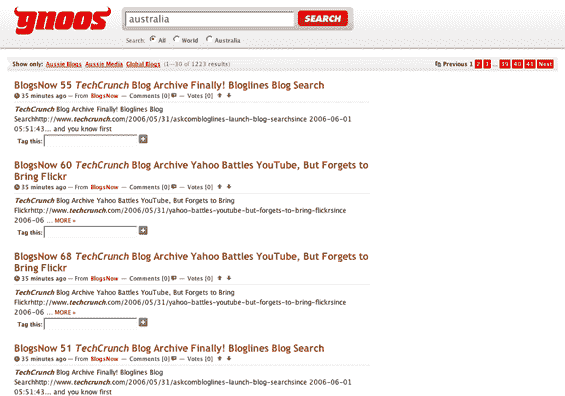 gnoos
australia SEARCH
Search: All World Australia
Show only: Aussie Blogs Aussie Media Global Blogs (1—30 of 1223 results) Previous 1 2 3 ... 39 40 41 Next
BlogsNow 55 TechCrunch Blog Archive Finally! Bloglines Blog Search
35 minutes ago — From BlogsNow — Comments [0] — Votes [0]
TechCrunch Blog Archive Finally! Bloglines Blog
Searchhttp://www.techcrunch.com/2006/05/31/askcombloglines-launch-blog-searchsince 2006-06-01
05:51:43... and you know first
Tag this:
BlogsNow 60 TechCrunch Blog Archive Yahoo Battles YouTube, But Forgets to
Bring Flickr
35 minutes ago — From BlogsNow — Comments [0] — Votes [0]
TechCrunch Blog Archive Yahoo Battles YouTube, But Forgets to Bring
Flickrhttp://www.techcrunch.com/2006/05/31/yahoo-battles-youtube-but-forgets-to-bring-flickrsince
2006-06 ... MORE »
Tag this:
BlogsNow 68 TechCrunch Blog Archive Yahoo Battles YouTube, But Forgets to
Bring Flickr
35 minutes ago — From BlogsNow — Comments [0] — Votes [0]
TechCrunch Blog Archive Yahoo Battles YouTube, But Forgets to Bring
Flickrhttp://www.techcrunch.com/2006/05/31/yahoo-battles-youtube-but-forgets-to-bring-flickrsince
2006-06 ... MORE »
Tag this:
BlogsNow 51 TechCrunch Blog Archive Finally! Bloglines Blog Search
35 minutes ago — From BlogsNow — Comments [0] — Votes [0]
TechCrunch Blog Archive Finally! Bloglines Blog
Searchhttp://www.techcrunch.com/2006/05/31/askcombloglines-launch-blog-searchsince 2006-06-01
05:51:43... and you know first